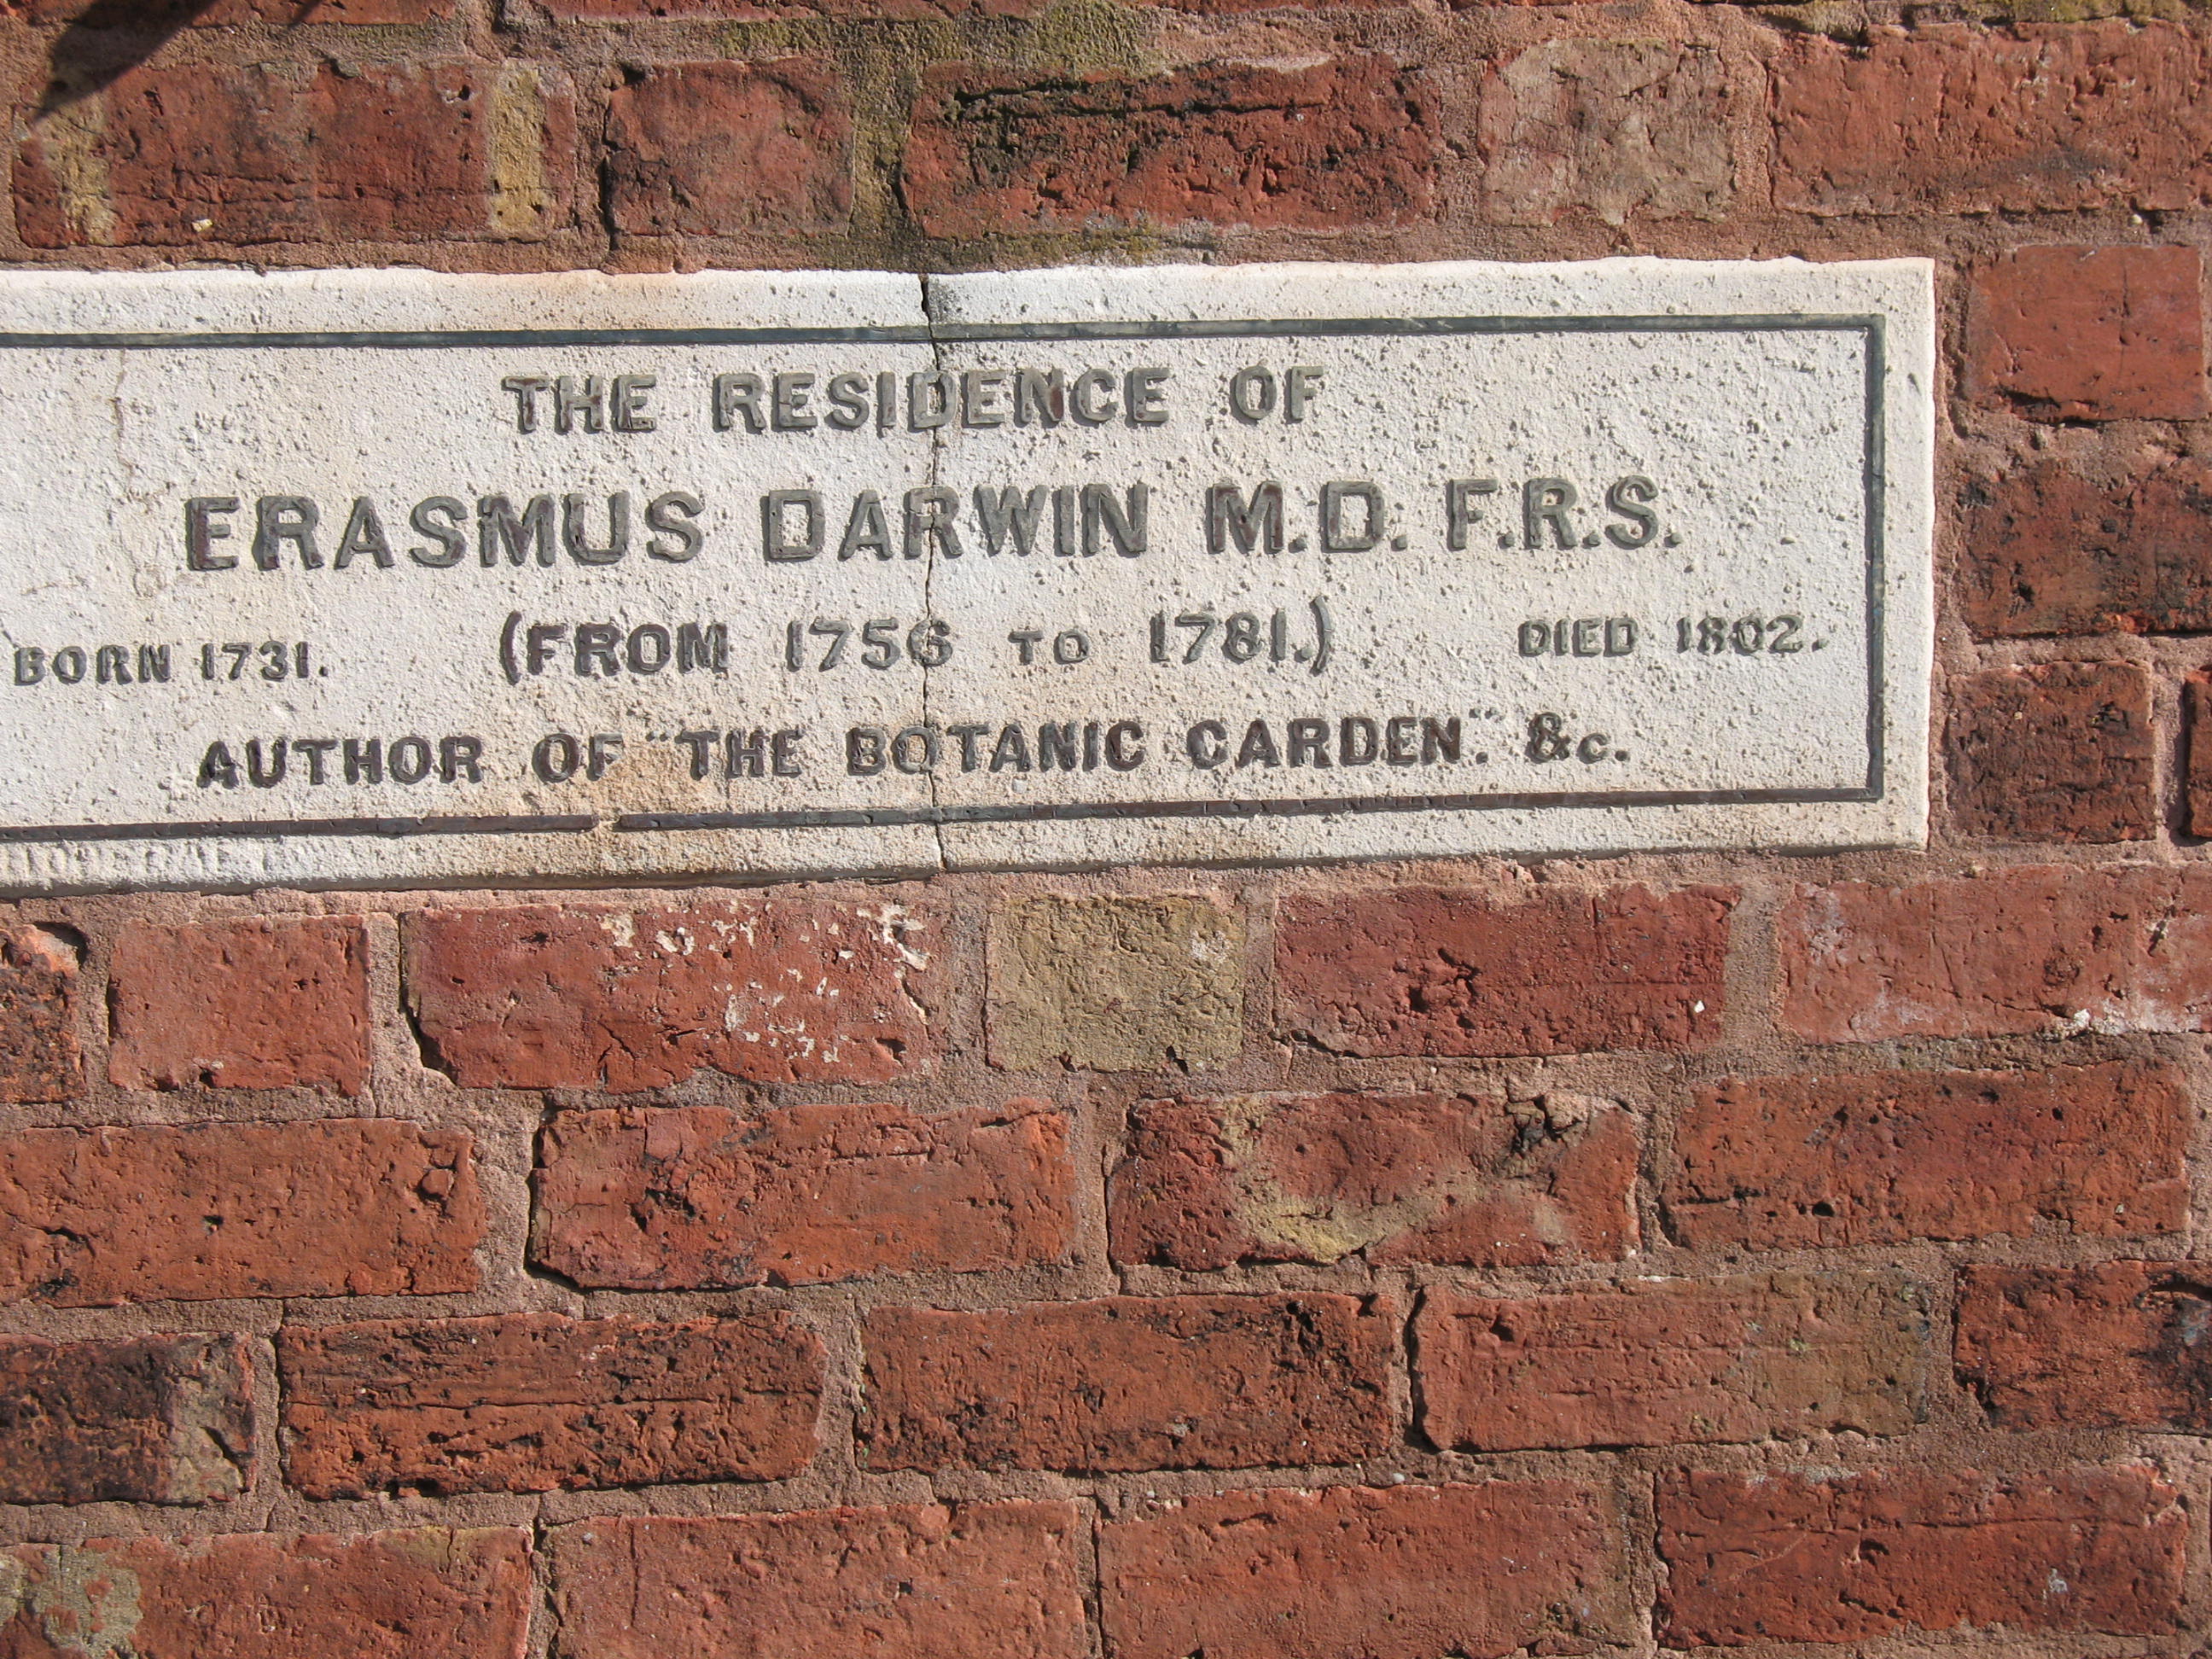 THE RESIDENCE OF
ERASMUS DARWIN M.D. F.R.S.
BORN 1731. (FROM 1756 TO 1781.) DIED 1802.
AUTHOR OF "THE BOTANIC GARDEN." &c.